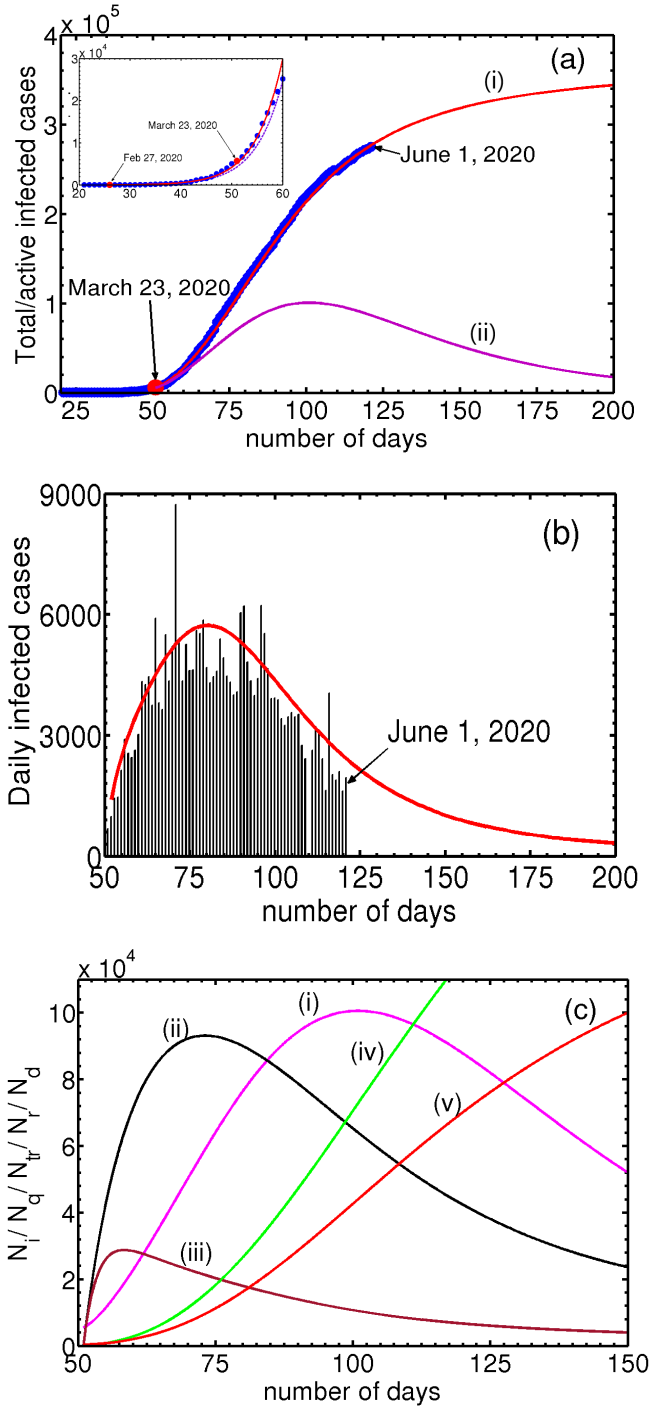 x 10^5
(a)
(i)
4
3
2
1
0
Total/active infected cases
x 10^4
3
2
1
0
March 23, 2020
Feb 27, 2020
20 30 40 50 60
June 1, 2020
March 23, 2020
(ii)
25 50 75 100 125 150 175 200
number of days
9000
6000
3000
0
Daily infected cases
(b)
June 1, 2020
50 75 100 125 150 175 200
number of days
x 10^4
10
8
6
4
2
0
N_i / N_q / N_tr / N_r / N_d
(i)
(ii)
(c)
(iv)
(v)
(iii)
50 75 100 125 150
number of days